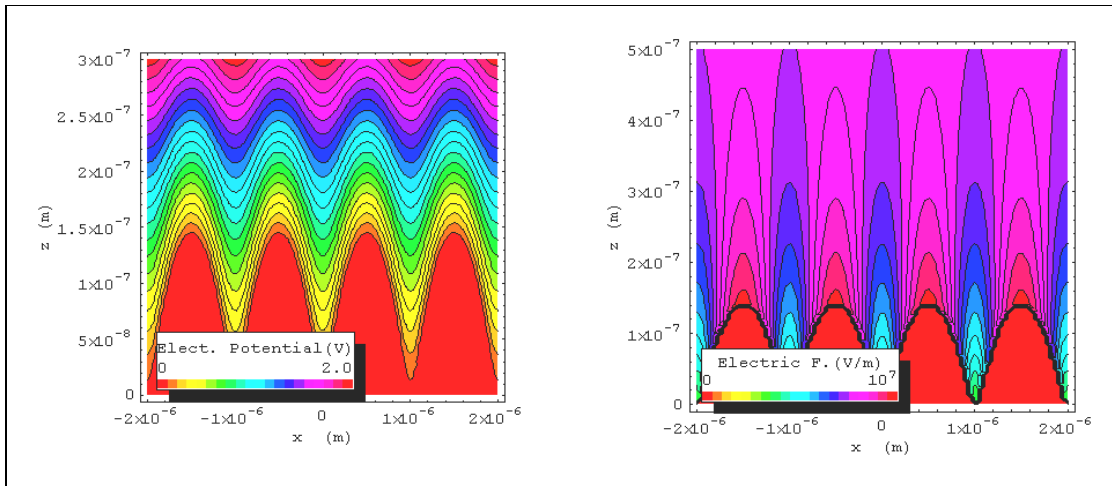 3×10⁻⁷
2.5×10⁻⁷
2×10⁻⁷
1.5×10⁻⁷
1×10⁻⁷
5×10⁻⁸
0
z (m)
Elect. Potential(V)
0 2.0
-2×10⁻⁶ -1×10⁻⁶ 0 1×10⁻⁶ 2×10⁻⁶
x (m)
5×10⁻⁷
4×10⁻⁷
3×10⁻⁷
2×10⁻⁷
1×10⁻⁷
0
z (m)
Electric F.(V/m)
0 10⁷
-2×10⁻⁶ -1×10⁻⁶ 0 1×10⁻⁶ 2×10⁻⁶
x (m)